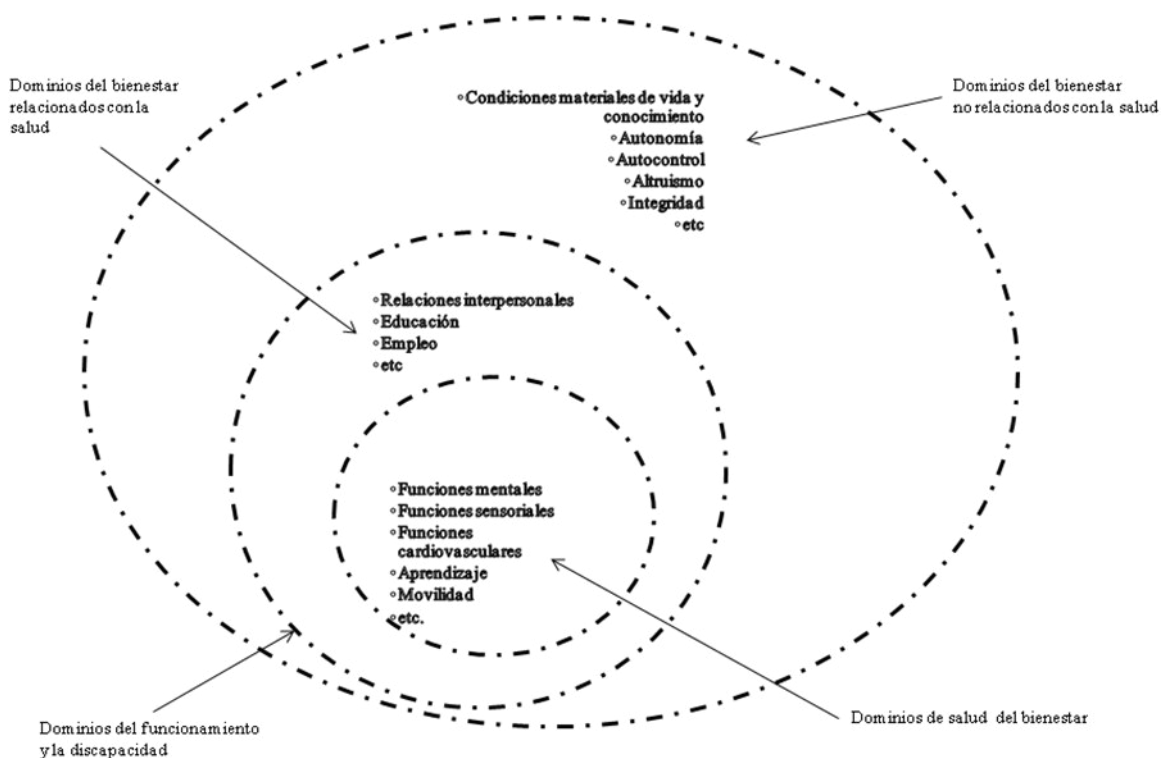 Dominios del bienestar
relacionados con la
salud
◦Condiciones materiales de vida y
conocimiento
◦Autonomía
◦Autocontrol
◦Altruismo
◦Integridad
◦etc
Dominios del bienestar
no relacionados con la salud
◦Relaciones interpersonales
◦Educación
◦Empleo
◦etc
◦Funciones mentales
◦Funciones sensoriales
◦Funciones
cardiovasculares
◦Aprendizaje
◦Movilidad
◦etc.
Dominios del funcionamiento
y la discapacidad
Dominios de salud del bienestar